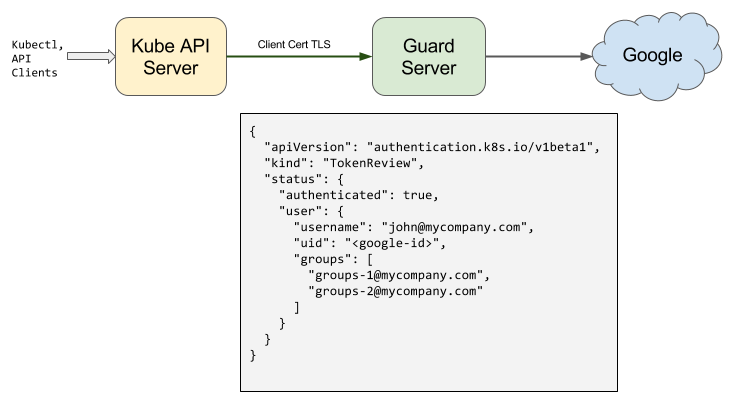 Kubectl,
API
Clients
Kube API
Server
Client Cert TLS
Guard
Server
Google
{
  "apiVersion": "authentication.k8s.io/v1beta1",
  "kind": "TokenReview",
  "status": {
    "authenticated": true,
    "user": {
      "username": "john@mycompany.com",
      "uid": "<google-id>",
      "groups": [
        "groups-1@mycompany.com",
        "groups-2@mycompany.com"
      ]
    }
  }
}